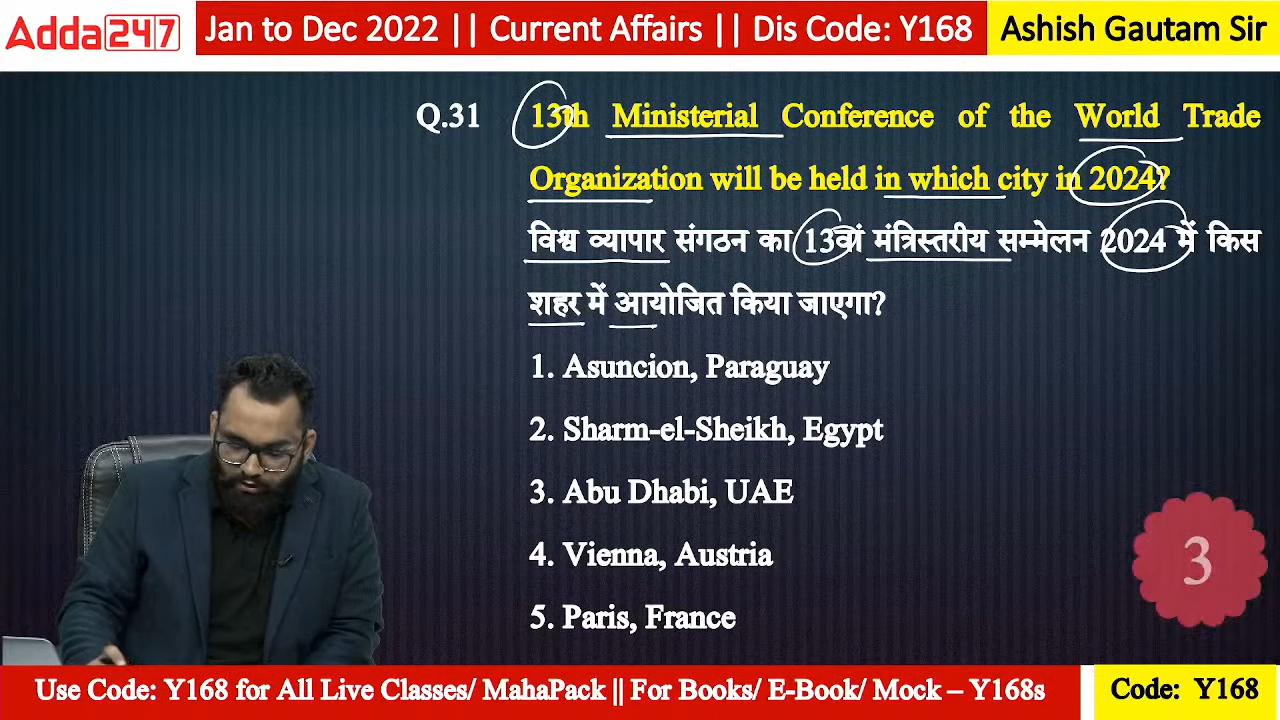 Adda247 Jan to Dec 2022 || Current Affairs || Dis Code: Y168 Ashish Gautam Sir
Q.31 13th Ministerial Conference of the World Trade
Organization will be held in which city in 2024?
विश्व व्यापार संगठन का 13वां मंत्रिस्तरीय सम्मेलन 2024 में किस
शहर में आयोजित किया जाएगा?
1. Asuncion, Paraguay
2. Sharm-el-Sheikh, Egypt
3. Abu Dhabi, UAE
4. Vienna, Austria
5. Paris, France
3
Use Code: Y168 for All Live Classes/ MahaPack || For Books/ E-Book/ Mock – Y168s Code: Y168